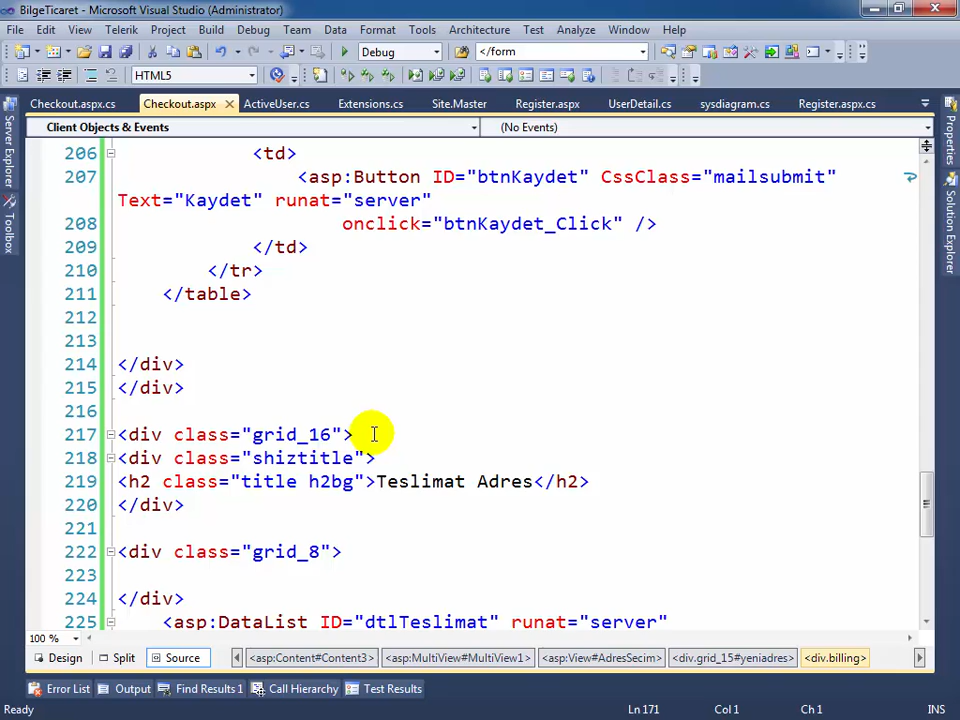 BilgeTicaret - Microsoft Visual Studio (Administrator)
File Edit View Telerik Project Build Debug Team Data Format Tools Architecture Test Analyze Window Help
Debug </form
HTML5
Checkout.aspx.cs Checkout.aspx ActiveUser.cs Extensions.cs Site.Master Register.aspx UserDetail.cs sysdiagram.cs Register.aspx.cs
Client Objects & Events (No Events)
Server Explorer
Toolbox
Properties
Solution Explorer
206 <td>
207 <asp:Button ID="btnKaydet" CssClass="mailsubmit"
Text="Kaydet" runat="server"
208 onclick="btnKaydet_Click" />
209 </td>
210 </tr>
211 </table>
212
213
214 </div>
215 </div>
216
217 <div class="grid_16">
218 <div class="shiztitle">
219 <h2 class="title h2bg">Teslimat Adres</h2>
220 </div>
221
222 <div class="grid_8">
223
224 </div>
225 <asp:DataList ID="dtlTeslimat" runat="server"
100 %
Design Split Source <asp:Content#Content3> <asp:MultiView#MultiView1> <asp:View#AdresSecim> <div.grid_15#yeniadres> <div.billing>
Error List Output Find Results 1 Call Hierarchy Test Results
Ready Ln 171 Col 1 Ch 1 INS